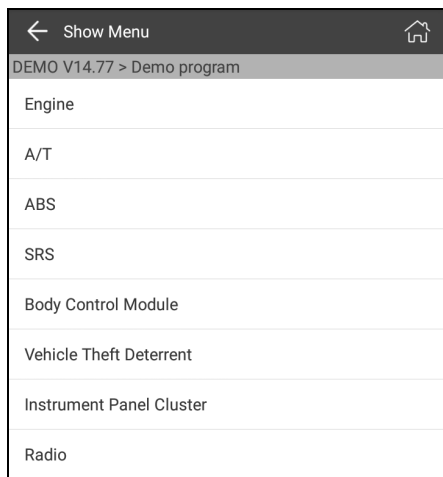 Show Menu
DEMO V14.77 > Demo program
Engine
A/T
ABS
SRS
Body Control Module
Vehicle Theft Deterrent
Instrument Panel Cluster
Radio